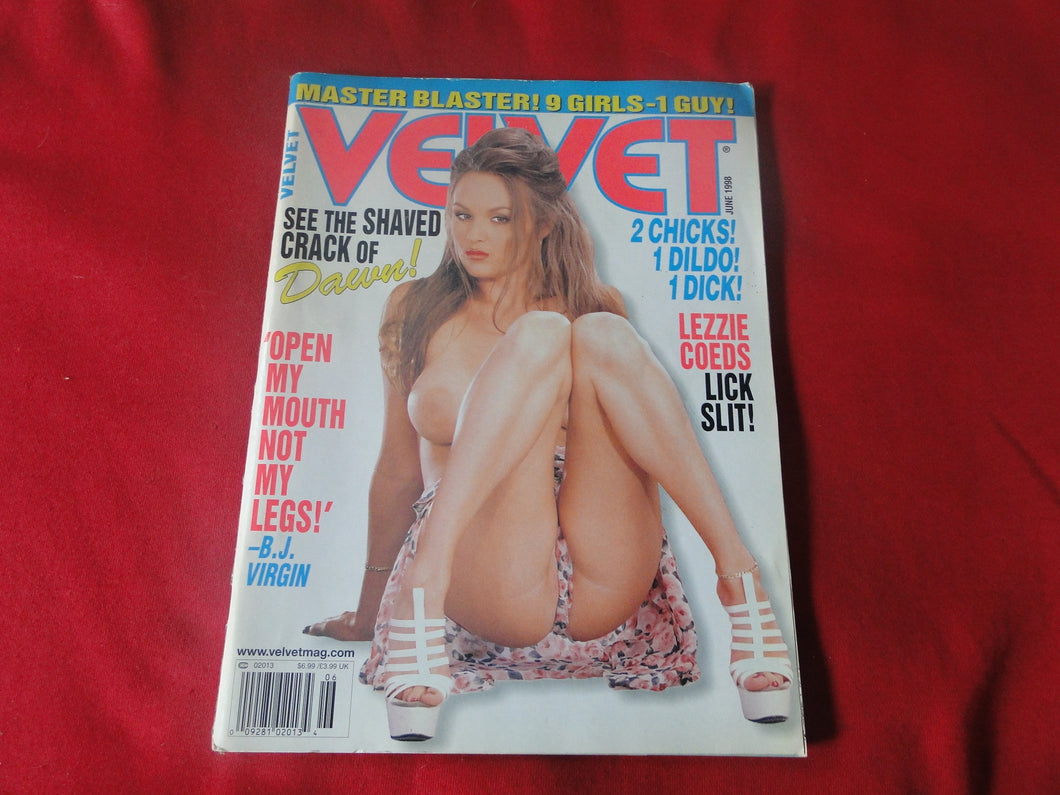 MASTER BLASTER! 9 GIRLS-1 GUY!
VELVET
VELVET
®
JUNE 1998
SEE THE SHAVED
CRACK OF
Dawn!
2 CHICKS!
1 DILDO!
1 DICK!
LEZZIE
COEDS
LICK
SLIT!
'OPEN
MY
MOUTH
NOT
MY
LEGS!'
–B.J.
VIRGIN
www.velvetmag.com
02013 $6.99 /£3.99 UK
06
0 09281 02013 4